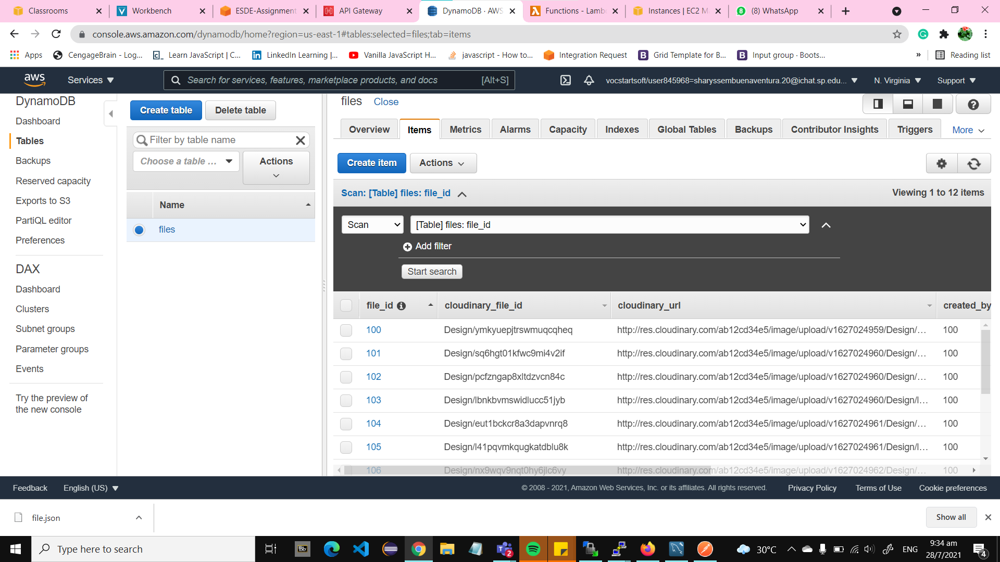 Classrooms
Workbench
ESDE-Assignment
API Gateway
DynamoDB · AWS
Functions - Lamb
Instances | EC2 M
(8) WhatsApp
console.aws.amazon.com/dynamodb/home?region=us-east-1#tables:selected=files;tab=items
Apps
CengageBrain - Log...
Learn JavaScript | C...
LinkedIn Learning |...
Vanilla JavaScript H...
javascript - How to...
Integration Request
Grid Template for B...
Input group · Boots...
»
Reading list
aws
Services
Search for services, features, marketplace products, and docs
[Alt+S]
vocstartsoft/user845968=sharyssembuenaventura.20@ichat.sp.edu...
N. Virginia
Support
DynamoDB
Dashboard
Tables
Backups
Reserved capacity
Exports to S3
PartiQL editor
Preferences
DAX
Dashboard
Clusters
Subnet groups
Parameter groups
Events
Try the preview of
the new console
Create table
Delete table
Filter by table name
Choose a table ...
Actions
Name
files
files
Close
Overview
Items
Metrics
Alarms
Capacity
Indexes
Global Tables
Backups
Contributor Insights
Triggers
More
Create item
Actions
Scan: [Table] files: file_id
Viewing 1 to 12 items
Scan
[Table] files: file_id
Add filter
Start search
file_id
cloudinary_file_id
cloudinary_url
created_by
100 Design/ymkyuepjtrswmuqcqheq http://res.cloudinary.com/ab12cd34e5/image/upload/v1627024959/Design/... 100
101 Design/sq6hgt01kfwc9mi4v2if http://res.cloudinary.com/ab12cd34e5/image/upload/v1627024960/Design/... 100
102 Design/pcfzngap8xltdzvcn84c http://res.cloudinary.com/ab12cd34e5/image/upload/v1627024960/Design/... 100
103 Design/lbnkbvmswidlucc51jyb http://res.cloudinary.com/ab12cd34e5/image/upload/v1627024960/Design/l... 100
104 Design/eut1bckcr8a3dapvnrq8 http://res.cloudinary.com/ab12cd34e5/image/upload/v1627024961/Design/... 100
105 Design/l41pqvmkqugkatdblu8k http://res.cloudinary.com/ab12cd34e5/image/upload/v1627024961/Design/l... 100
106 Design/nx9wqv9nqt0hy6jlc6vy http://res.cloudinary.com/ab12cd34e5/image/upload/v1627024962/Design/... 100
Feedback
English (US)
© 2008 - 2021, Amazon Web Services, Inc. or its affiliates. All rights reserved.
Privacy Policy
Terms of Use
Cookie preferences
file.json
Show all
Type here to search
Bb
2
30°C
ENG
9:34 am
28/7/2021
4